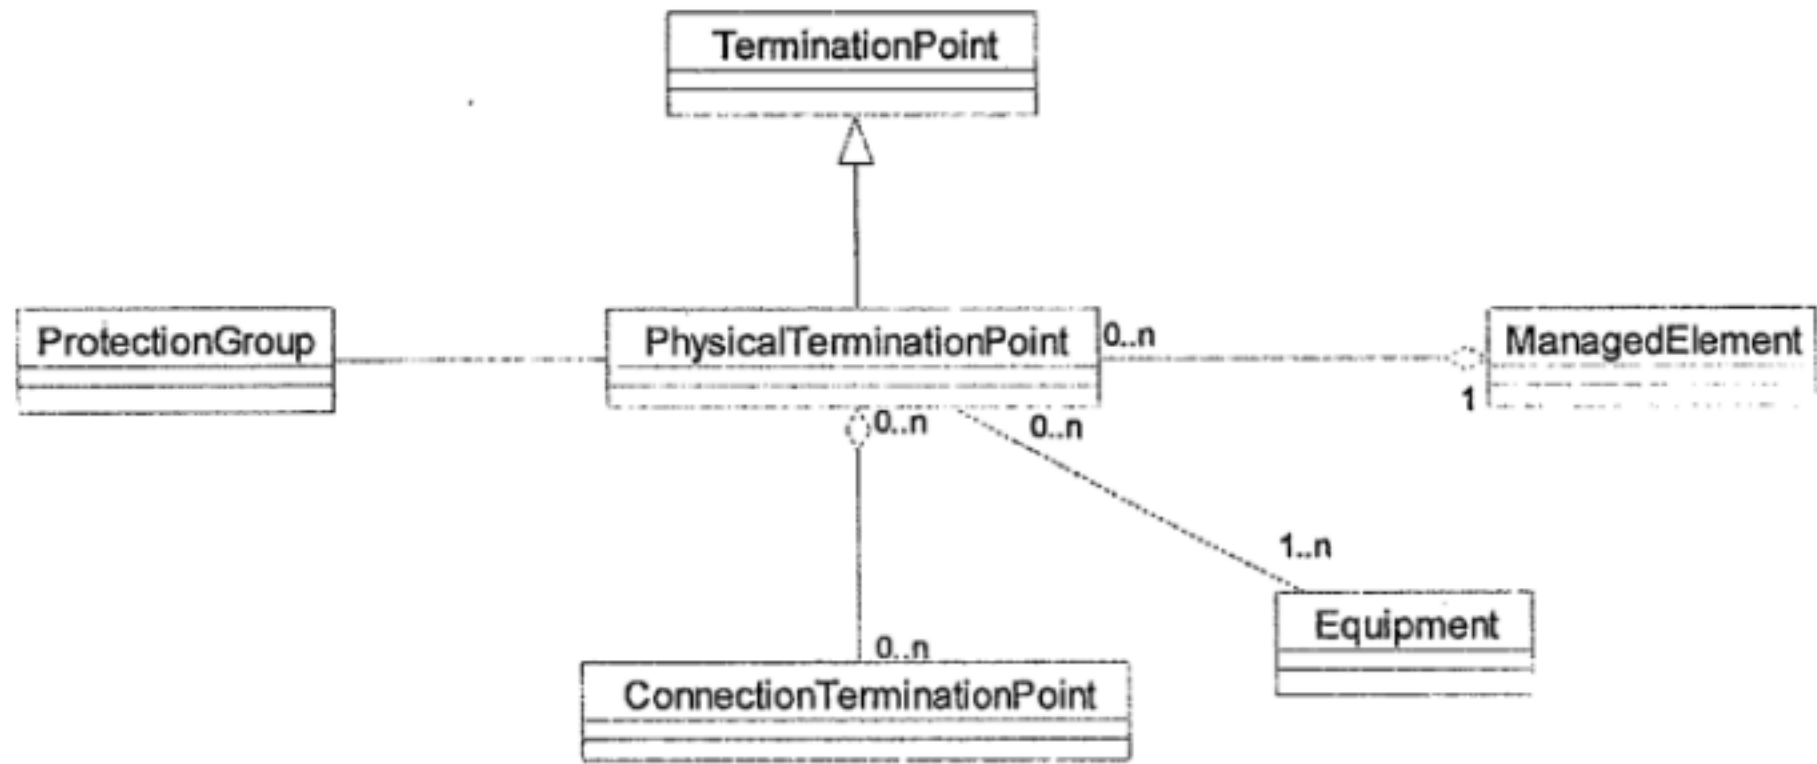 TerminationPoint
ProtectionGroup
PhysicalTerminationPoint
0..n
ManagedElement
1
0..n
0..n
1..n
Equipment
0..n
ConnectionTerminationPoint